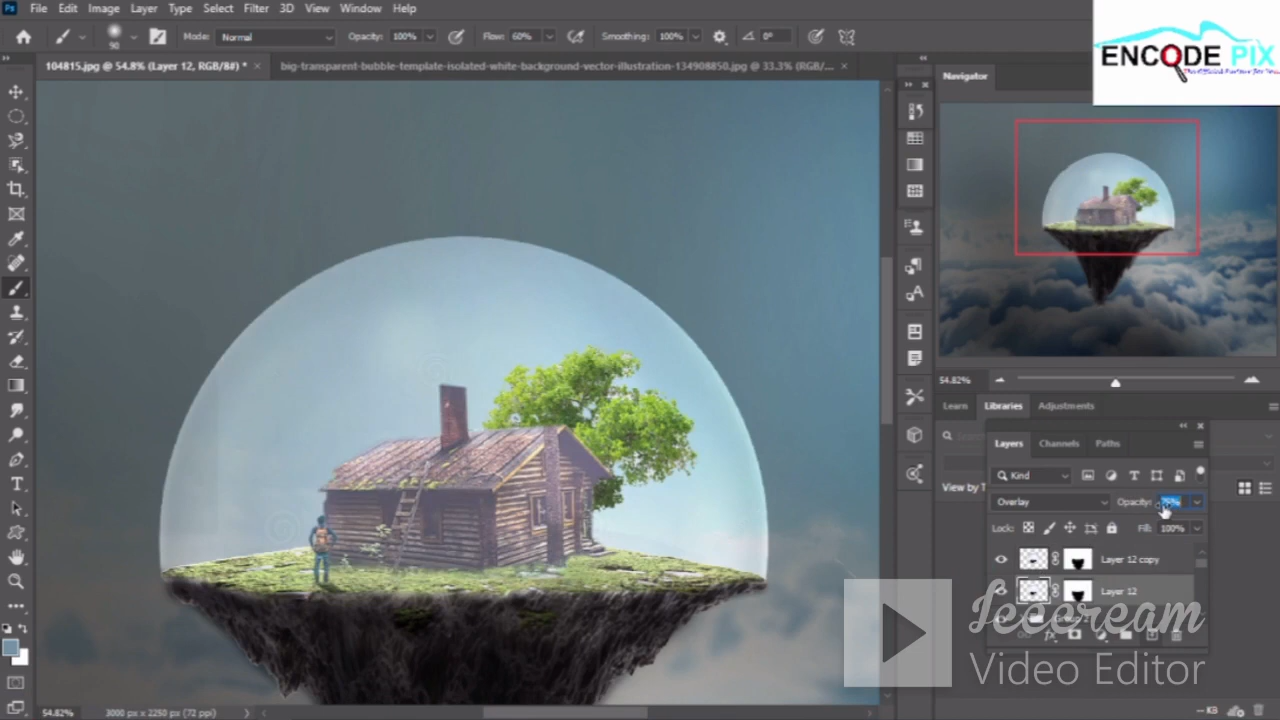 Ps File Edit Image Layer Type Select Filter 3D View Window Help
ENCODE PIX
90 Mode: Normal Opacity: 100% Flow: 60% Smoothing: 100% 0°
104815.jpg @ 54.8% (Layer 12, RGB/8#) * × big-transparent-bubble-template-isolated-white-background-vector-illustration-134908850.jpg @ 33.3% (RGB/... ×
Navigator
54.82%
Learn Libraries Adjustments
Layers Channels Paths
Kind
View by T
Overlay Opacity:
Lock: Fill: 100%
Layer 12 copy
Layer 12
Icecream
Video Editor
54.82% 3000 px x 2250 px (72 ppi)
-- KB